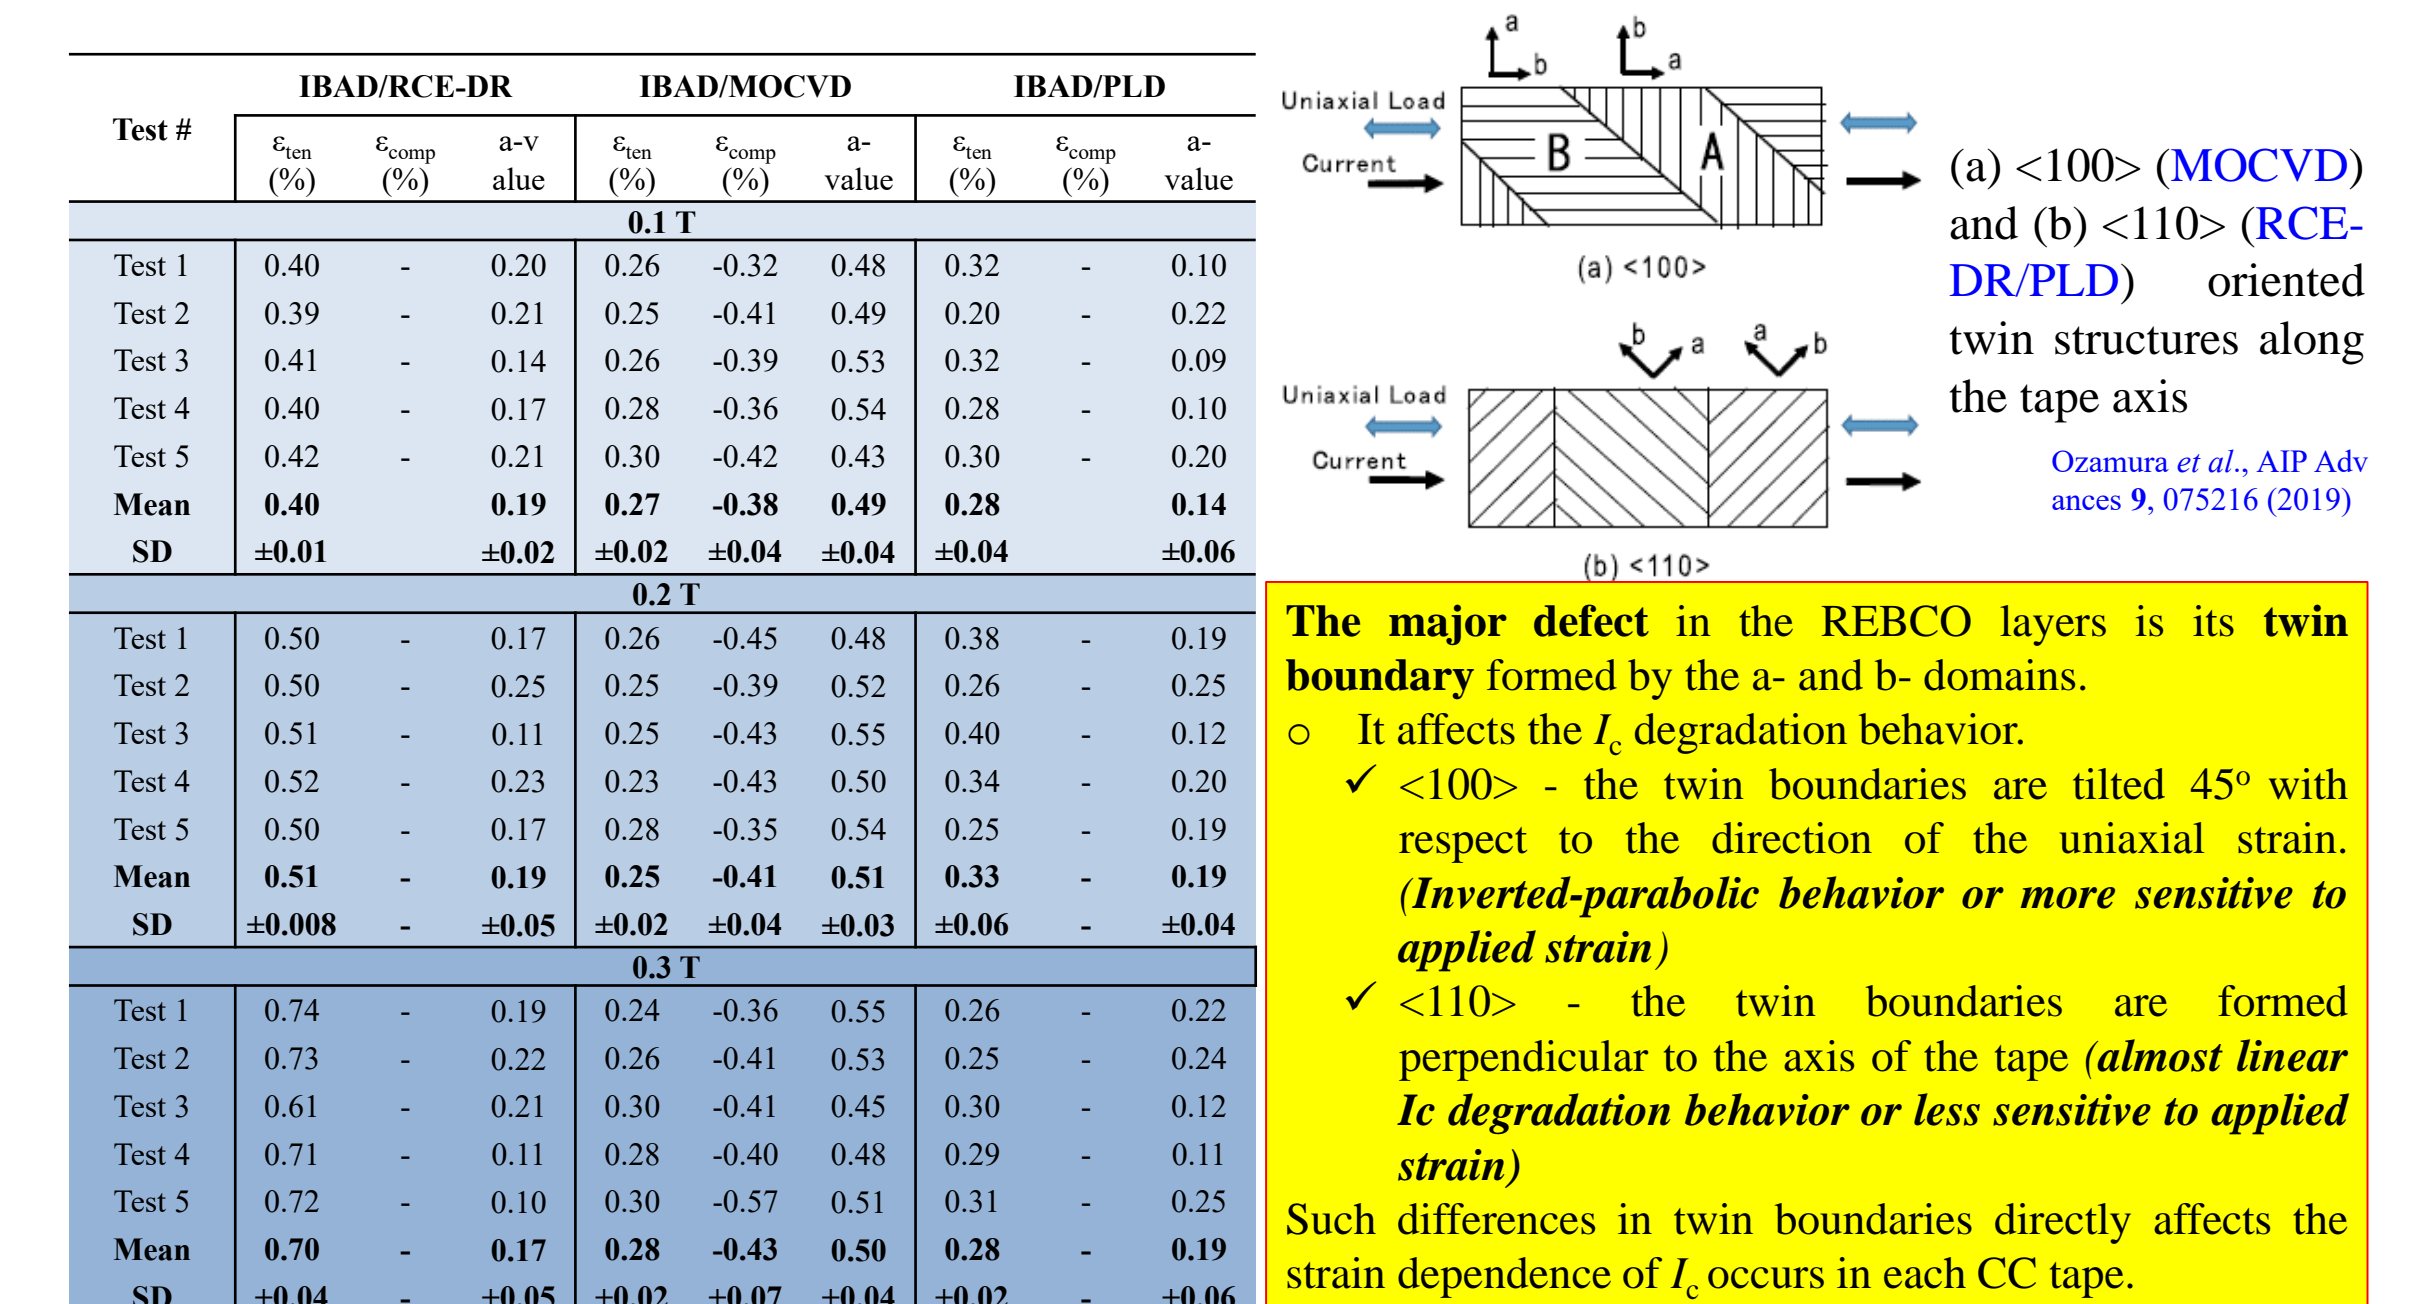 IBAD/RCE-DR IBAD/MOCVD IBAD/PLD
Test #
εten (%) εcomp (%) a-v alue εten (%) εcomp (%) a- value εten (%) εcomp (%) a- value
0.1 T
Test 1 0.40 - 0.20 0.26 -0.32 0.48 0.32 - 0.10
Test 2 0.39 - 0.21 0.25 -0.41 0.49 0.20 - 0.22
Test 3 0.41 - 0.14 0.26 -0.39 0.53 0.32 - 0.09
Test 4 0.40 - 0.17 0.28 -0.36 0.54 0.28 - 0.10
Test 5 0.42 - 0.21 0.30 -0.42 0.43 0.30 - 0.20
Mean 0.40 0.19 0.27 -0.38 0.49 0.28 0.14
SD ±0.01 ±0.02 ±0.02 ±0.04 ±0.04 ±0.04 ±0.06
0.2 T
Test 1 0.50 - 0.17 0.26 -0.45 0.48 0.38 - 0.19
Test 2 0.50 - 0.25 0.25 -0.39 0.52 0.26 - 0.25
Test 3 0.51 - 0.11 0.25 -0.43 0.55 0.40 - 0.12
Test 4 0.52 - 0.23 0.23 -0.43 0.50 0.34 - 0.20
Test 5 0.50 - 0.17 0.28 -0.35 0.54 0.25 - 0.19
Mean 0.51 - 0.19 0.25 -0.41 0.51 0.33 - 0.19
SD ±0.008 - ±0.05 ±0.02 ±0.04 ±0.03 ±0.06 - ±0.04
0.3 T
Test 1 0.74 - 0.19 0.24 -0.36 0.55 0.26 - 0.22
Test 2 0.73 - 0.22 0.26 -0.41 0.53 0.25 - 0.24
Test 3 0.61 - 0.21 0.30 -0.41 0.45 0.30 - 0.12
Test 4 0.71 - 0.11 0.28 -0.40 0.48 0.29 - 0.11
Test 5 0.72 - 0.10 0.30 -0.57 0.51 0.31 - 0.25
Mean 0.70 - 0.17 0.28 -0.43 0.50 0.28 - 0.19
SD ±0.04 - ±0.05 ±0.02 ±0.07 ±0.04 ±0.02 - ±0.06
a b
b a
Uniaxial Load
B A
Current
(a) <100>
b a a b
Uniaxial Load
Current
(b) <110>
(a) <100> (MOCVD)
and (b) <110> (RCE-
DR/PLD) oriented
twin structures along
the tape axis
Ozamura et al., AIP Adv
ances 9, 075216 (2019)
The major defect in the REBCO layers is its twin
boundary formed by the a- and b- domains.
o It affects the Ic degradation behavior.
✓ <100> - the twin boundaries are tilted 45o with
respect to the direction of the uniaxial strain.
(Inverted-parabolic behavior or more sensitive to
applied strain)
✓ <110> - the twin boundaries are formed
perpendicular to the axis of the tape (almost linear
Ic degradation behavior or less sensitive to applied
strain)
Such differences in twin boundaries directly affects the
strain dependence of Ic occurs in each CC tape.